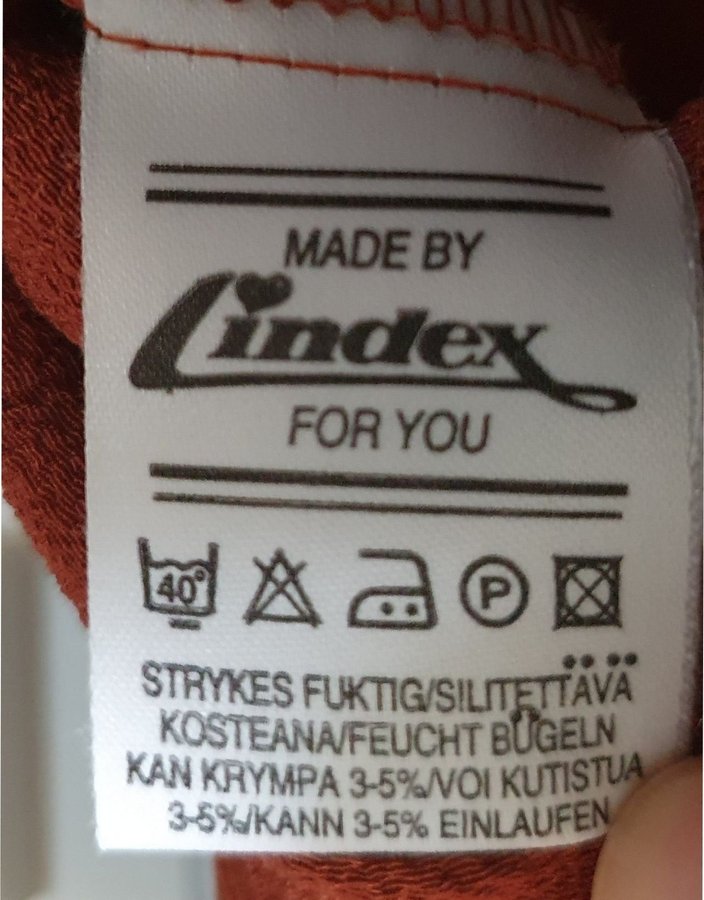 MADE BY
Lindex
FOR YOU
40°
P
STRYKES FUKTIG/SILITETTÄVÄ
KOSTEANA/FEUCHT BÜGELN
KAN KRYMPA 3-5%/VOI KUTISTUA
3-5%/KANN 3-5% EINLAUFEN